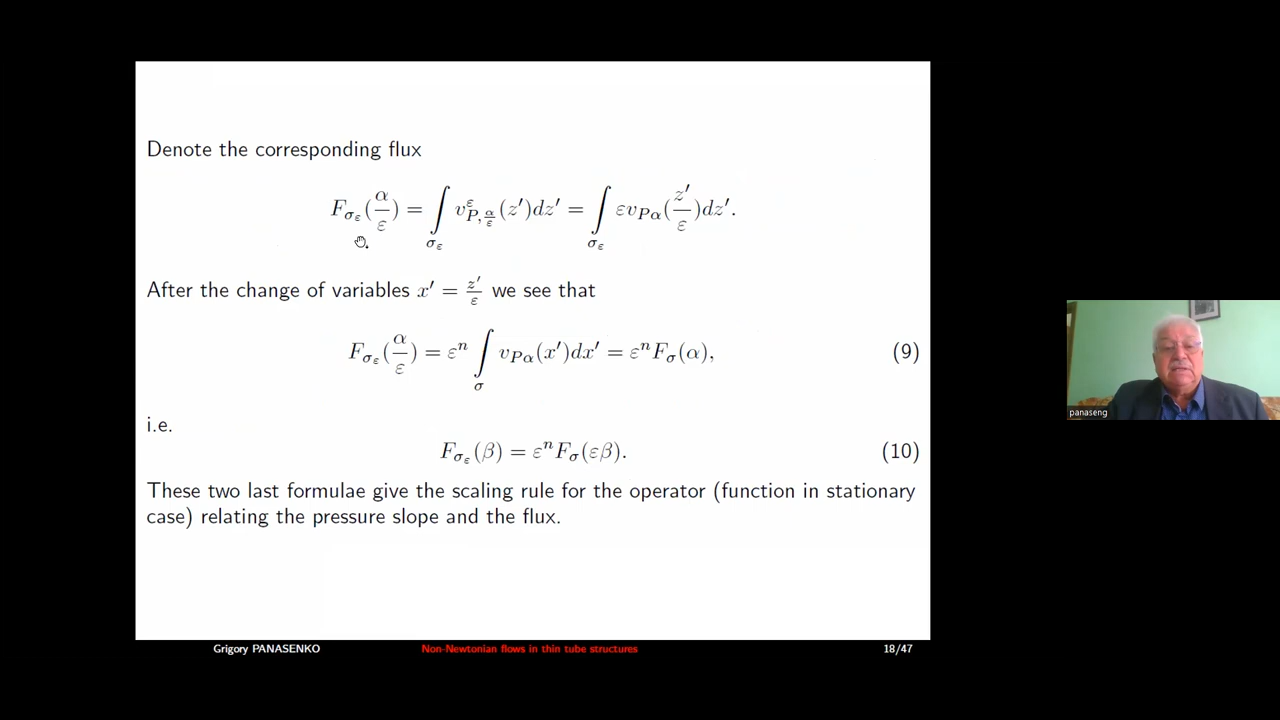 Denote the corresponding flux
F_{σ_ε}(α/ε) = ∫_{σ_ε} v^ε_{P,α/ε}(z′)dz′ = ∫_{σ_ε} εv_{Pα}(z′/ε)dz′.
After the change of variables x′ = z′/ε we see that
F_{σ_ε}(α/ε) = ε^n ∫_σ v_{Pα}(x′)dx′ = ε^n F_σ(α), (9)
i.e.
F_{σ_ε}(β) = ε^n F_σ(εβ). (10)
These two last formulae give the scaling rule for the operator (function in stationary
case) relating the pressure slope and the flux.
Grigory PANASENKO Non-Newtonian flows in thin tube structures 18/47
panaseng